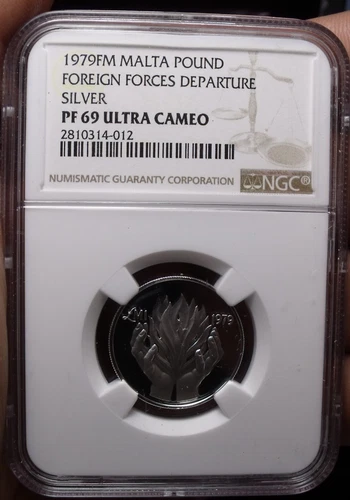 1979FM MALTA POUND
FOREIGN FORCES DEPARTURE
SILVER
PF 69 ULTRA CAMEO
2810314-012
NUMISMATIC GUARANTY CORPORATION NGC®
£M1 1979